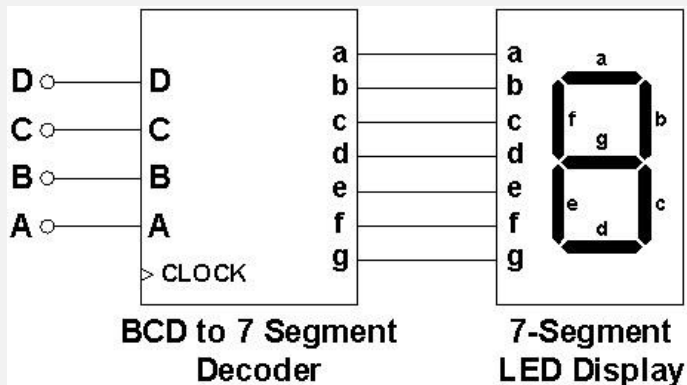 D D a a a
C C b b f b
B B c c g
A A d d e c
e e d
f f
g g
> CLOCK
BCD to 7 Segment 7-Segment
Decoder LED Display